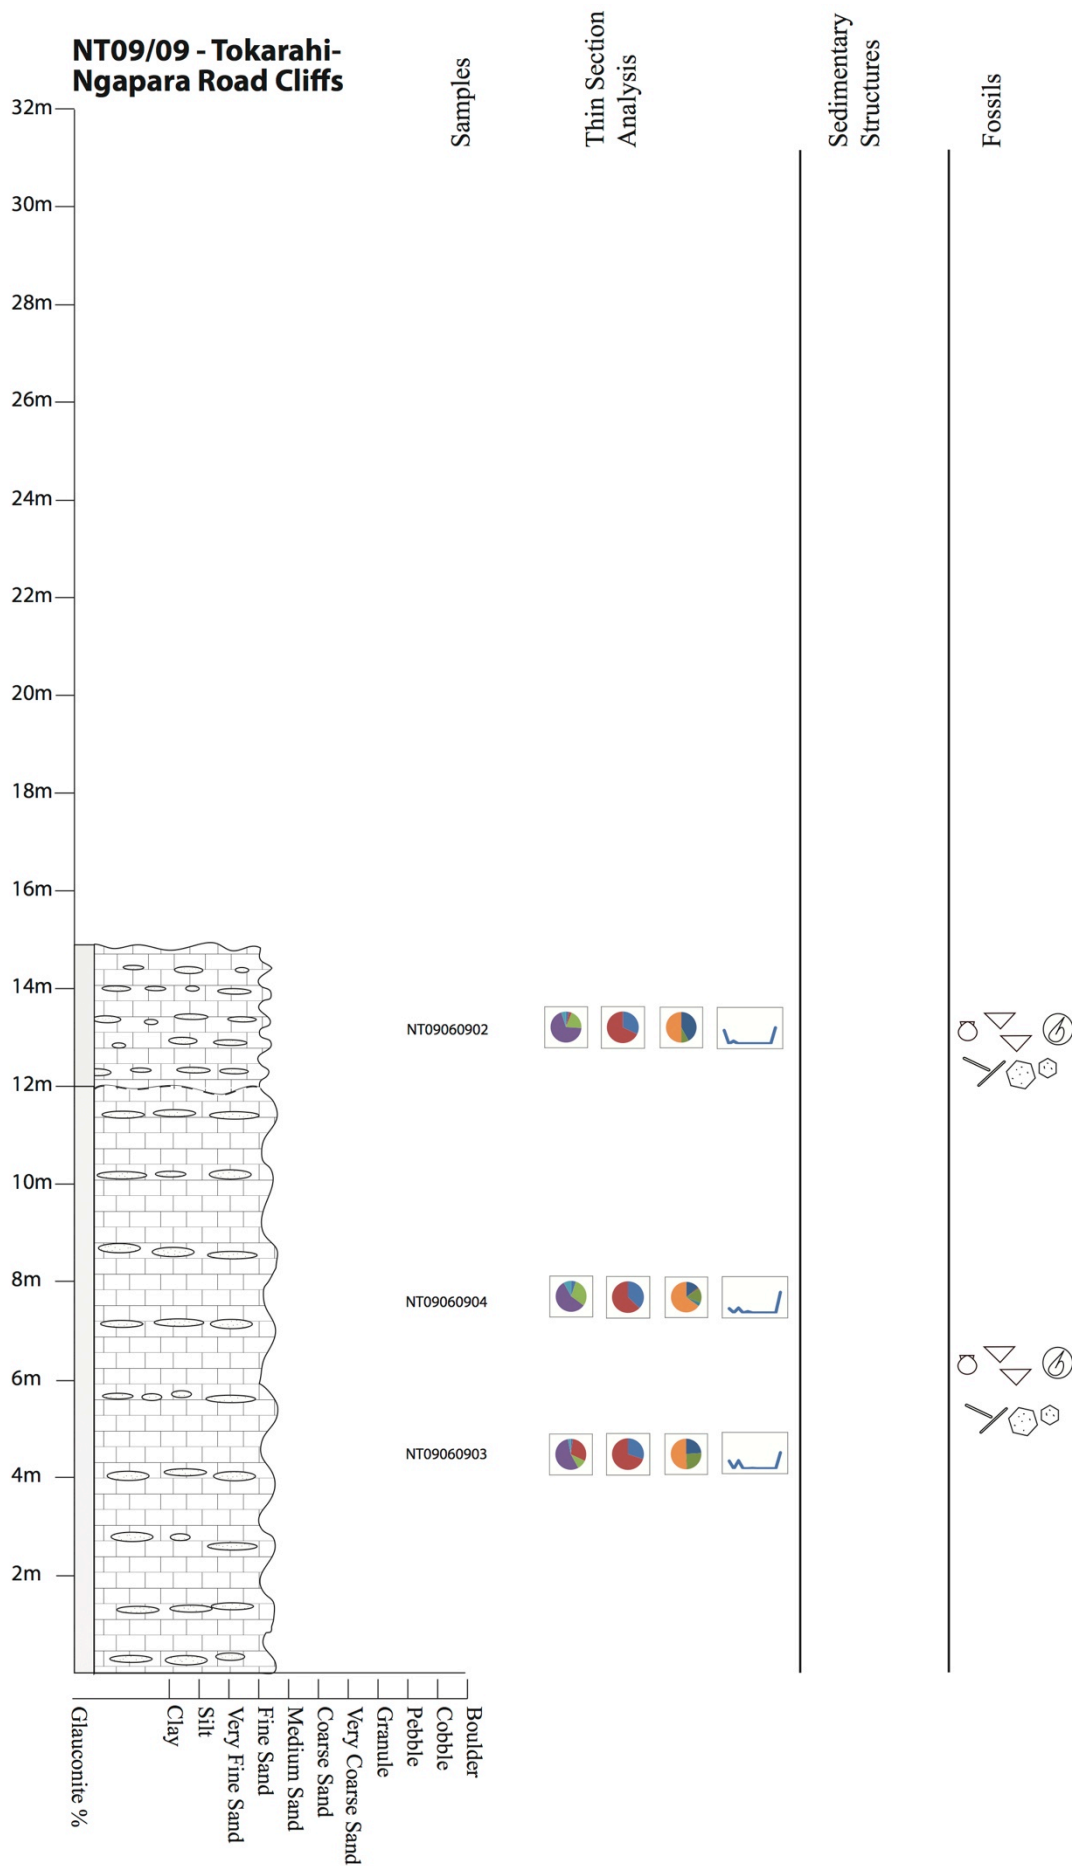 NT09/09 - Tokarahi-
Ngapara Road Cliffs
Samples
Thin Section
Analysis
Sedimentary
Structures
Fossils
32m
30m
28m
26m
24m
22m
20m
18m
16m
14m
12m
10m
8m
6m
4m
2m
NT09060902
NT09060904
NT09060903
Glauconite %
Clay
Silt
Very Fine Sand
Fine Sand
Medium Sand
Coarse Sand
Very Coarse Sand
Granule
Pebble
Cobble
Boulder